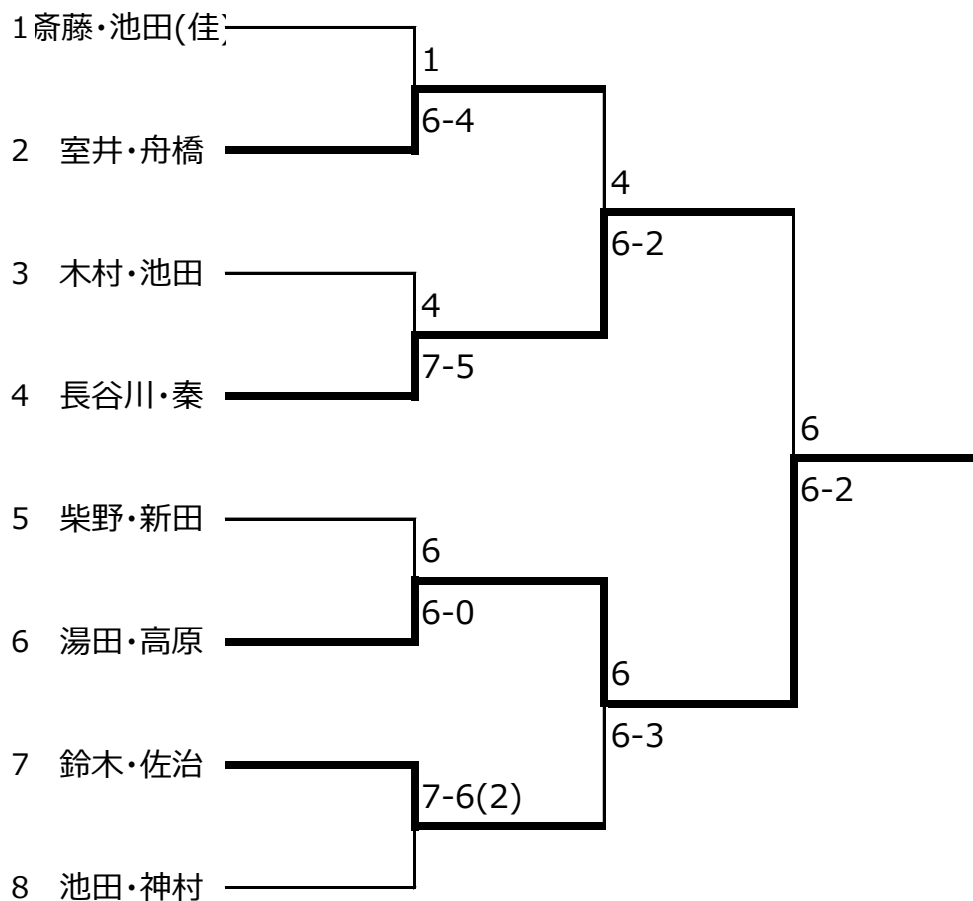 1 斎藤・池田(佳)
1
6-4
2 室井・舟橋
4
6-2
3 木村・池田
4
7-5
4 長谷川・秦
6
6-2
5 柴野・新田
6
6-0
6 湯田・高原
6
6-3
7 鈴木・佐治
7-6(2)
8 池田・神村